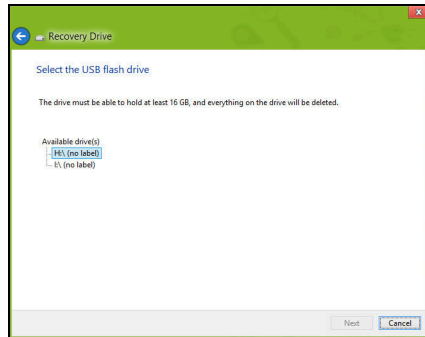 Recovery Drive
Select the USB flash drive
The drive must be able to hold at least 16 GB, and everything on the drive will be deleted.
Available drive(s)
H:\ (no label)
I:\ (no label)
Next
Cancel